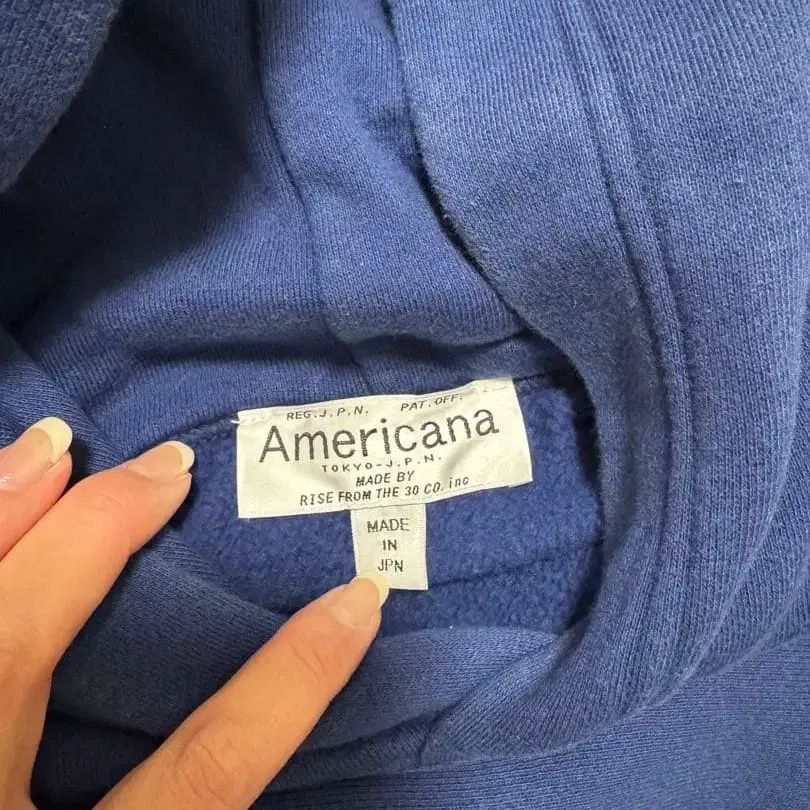 REG.J.P.N. PAT.OFF.
Americana
TOKYO-J.P.N.
MADE BY
RISE FROM THE 30 CO.inc
MADE
IN
JPN